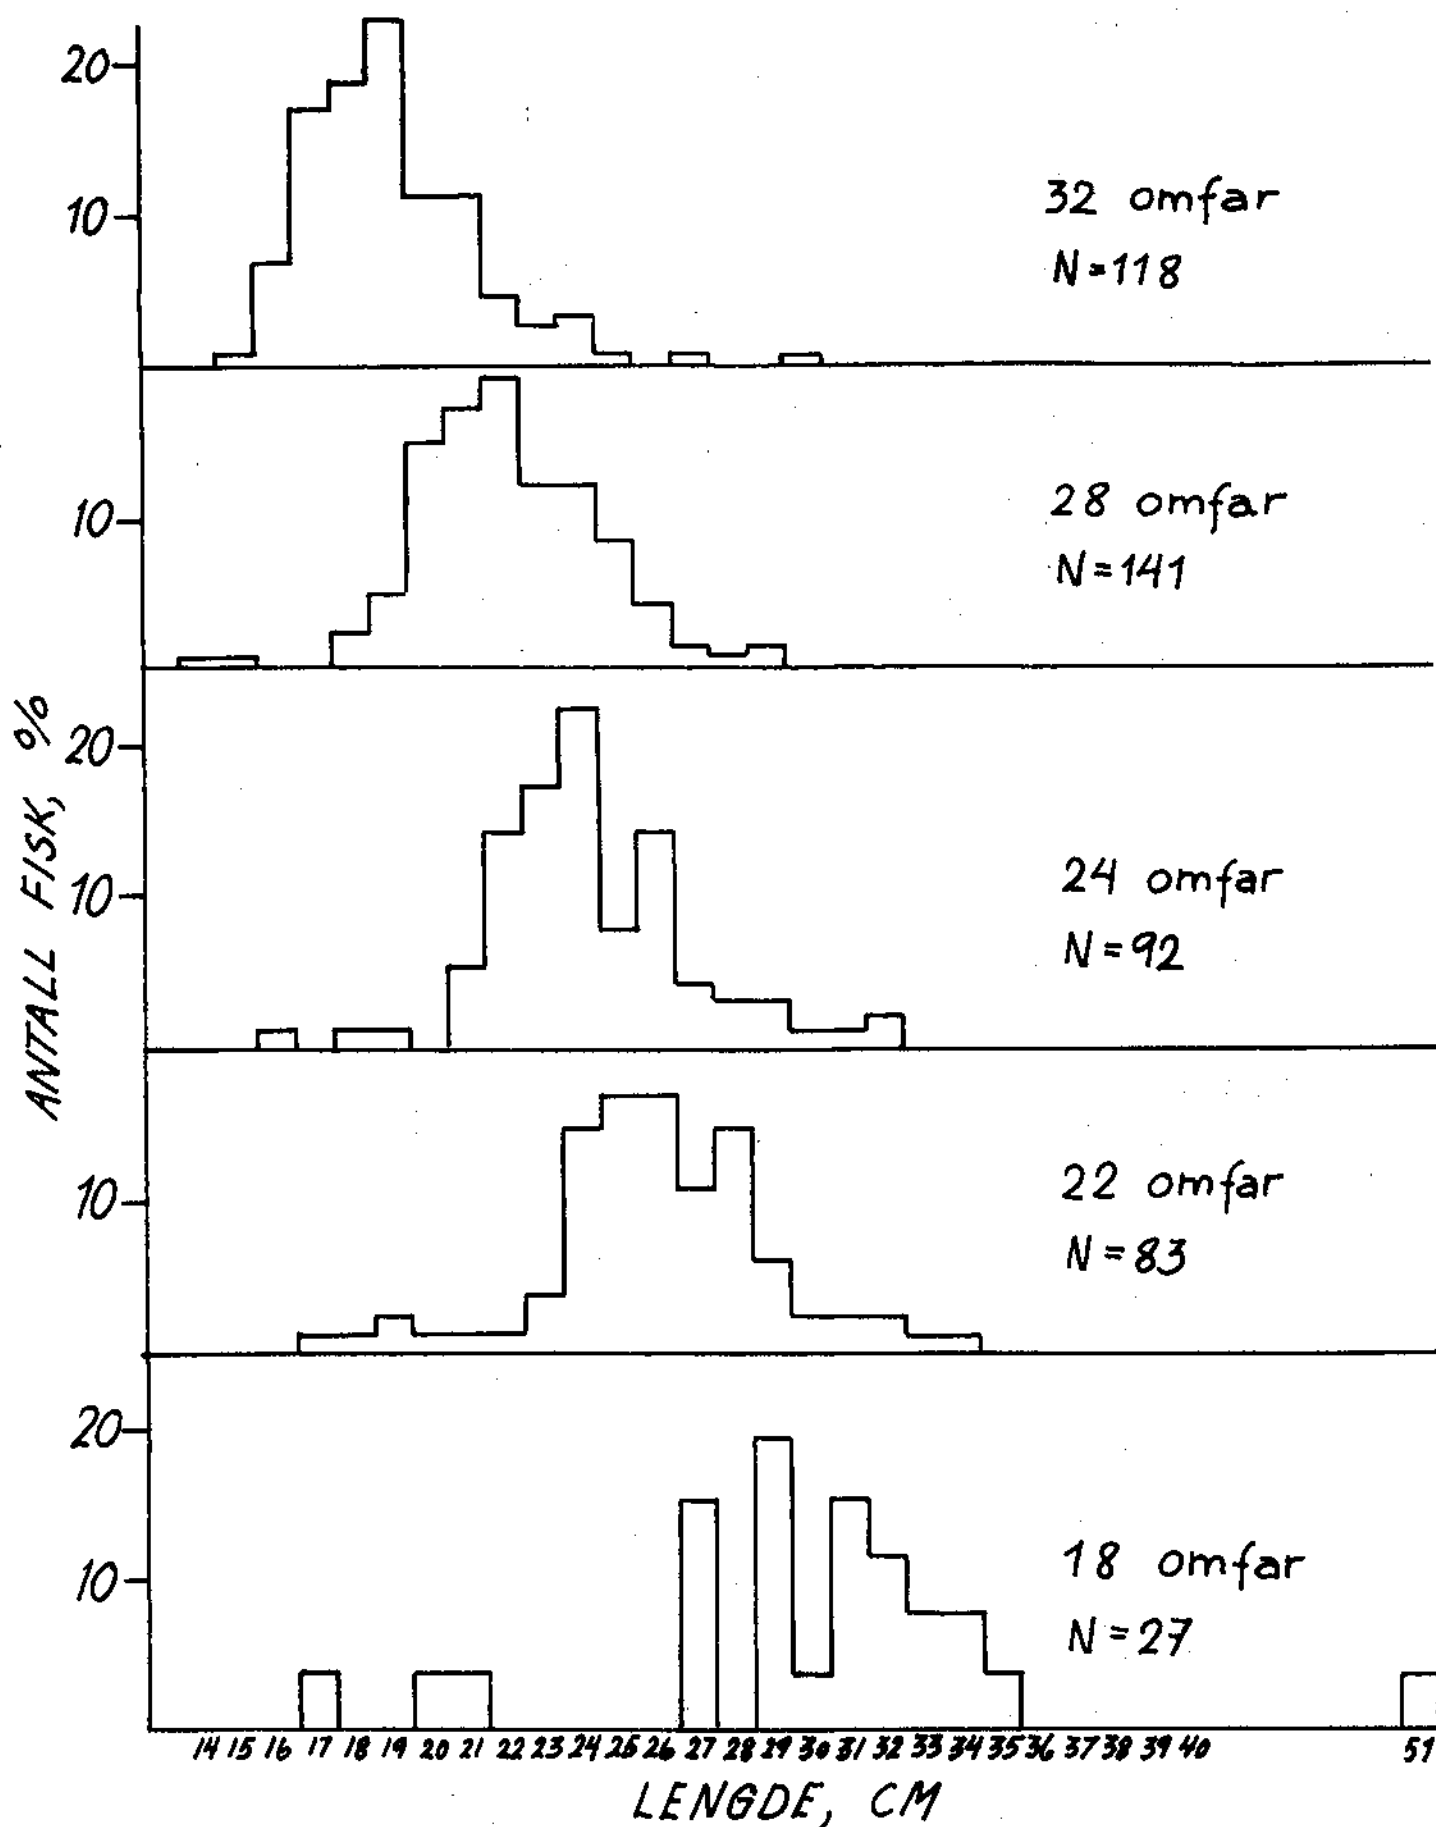 20
10
32 omfar
N=118
10
28 omfar
N=141
20
10
24 omfar
N=92
ANTALL FISK, %
10
22 omfar
N=83
20
10
18 omfar
N=27
14 15 16 17 18 19 20 21 22 23 24 25 26 27 28 29 30 31 32 33 34 35 36 37 38 39 40 51
LENGDE, CM